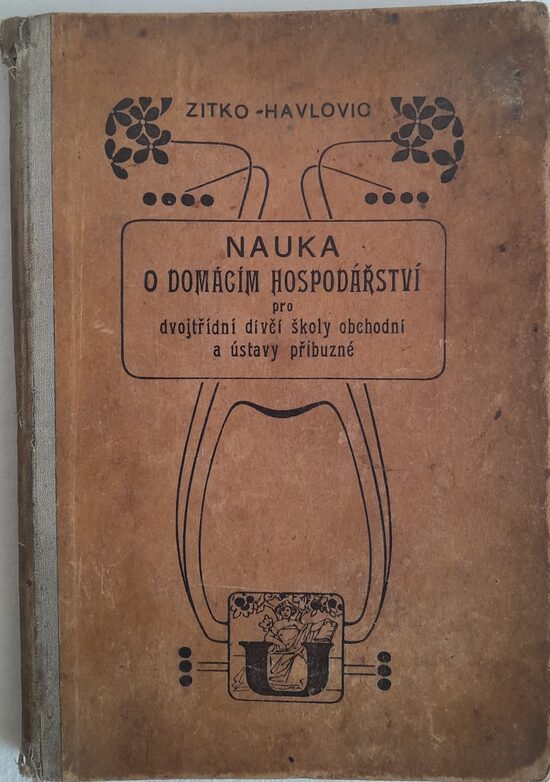 ZITKO-HAVLOVIC
NAUKA
O DOMÁCÍM HOSPODÁŘSTVÍ
pro
dvojtřídní dívčí školy obchodní
a ústavy příbuzné
U